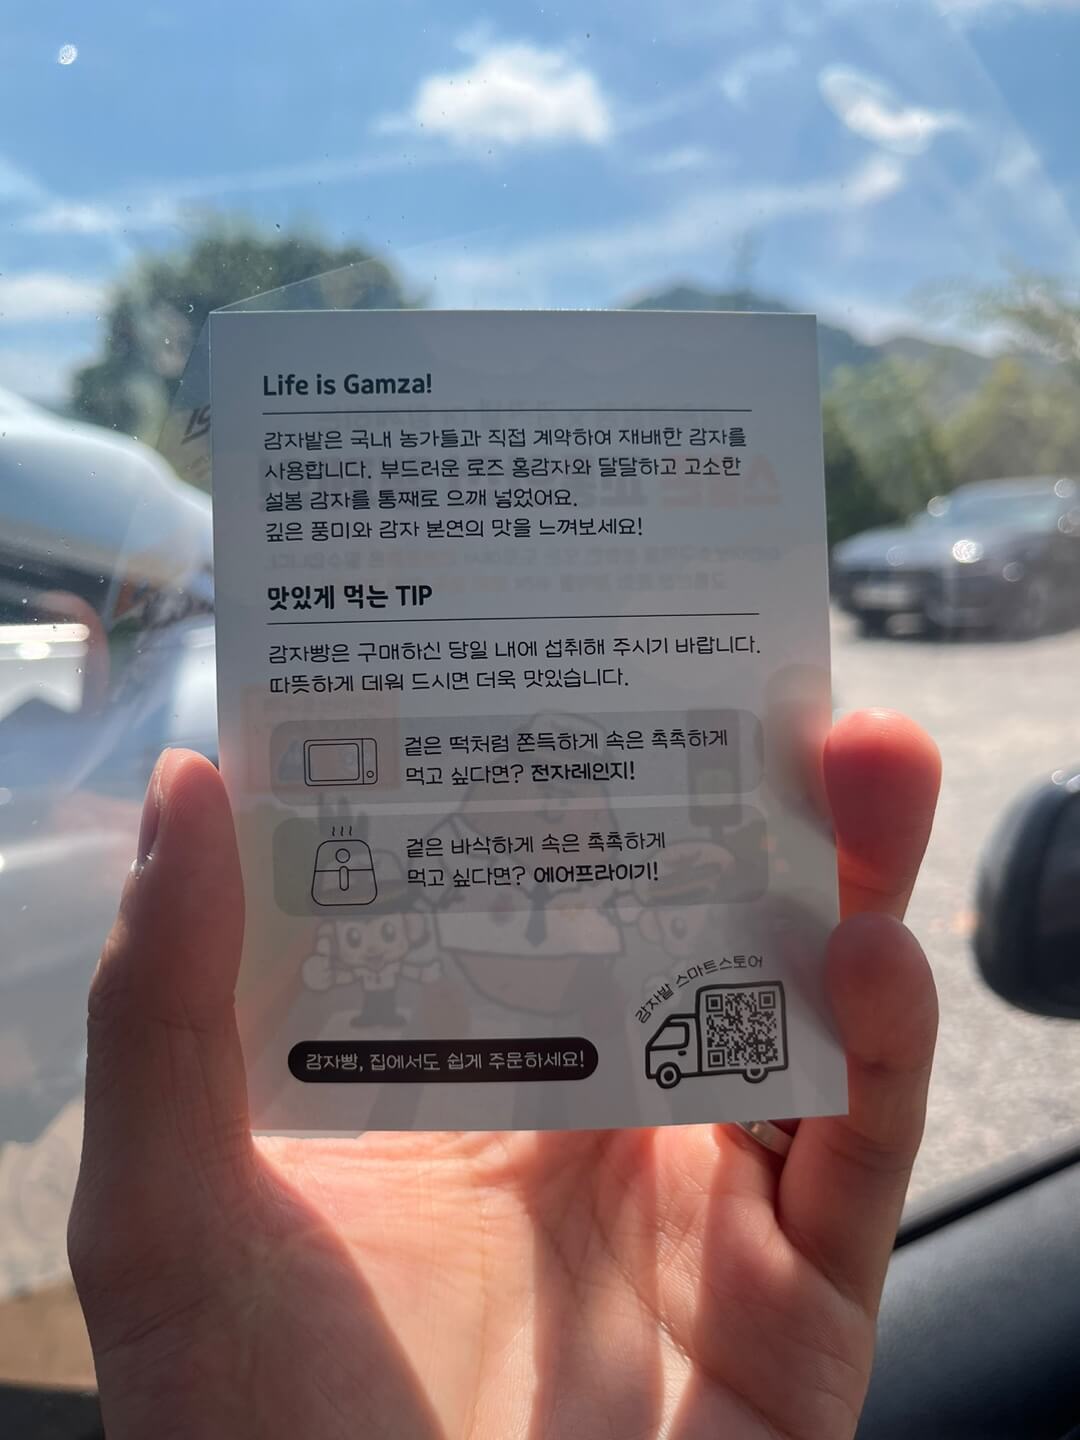 Life is Gamza!
감자밭은 국내 농가들과 직접 계약하여 재배한 감자를
사용합니다. 부드러운 로즈 홍감자와 달달하고 고소한
설봉 감자를 통째로 으깨 넣었어요.
깊은 풍미와 감자 본연의 맛을 느껴보세요!
맛있게 먹는 TIP
감자빵은 구매하신 당일 내에 섭취해 주시기 바랍니다.
따뜻하게 데워 드시면 더욱 맛있습니다.
겉은 떡처럼 쫀득하게 속은 촉촉하게
먹고 싶다면? 전자레인지!
겉은 바삭하게 속은 촉촉하게
먹고 싶다면? 에어프라이기!
감자밭 스마트스토어
감자빵, 집에서도 쉽게 주문하세요!